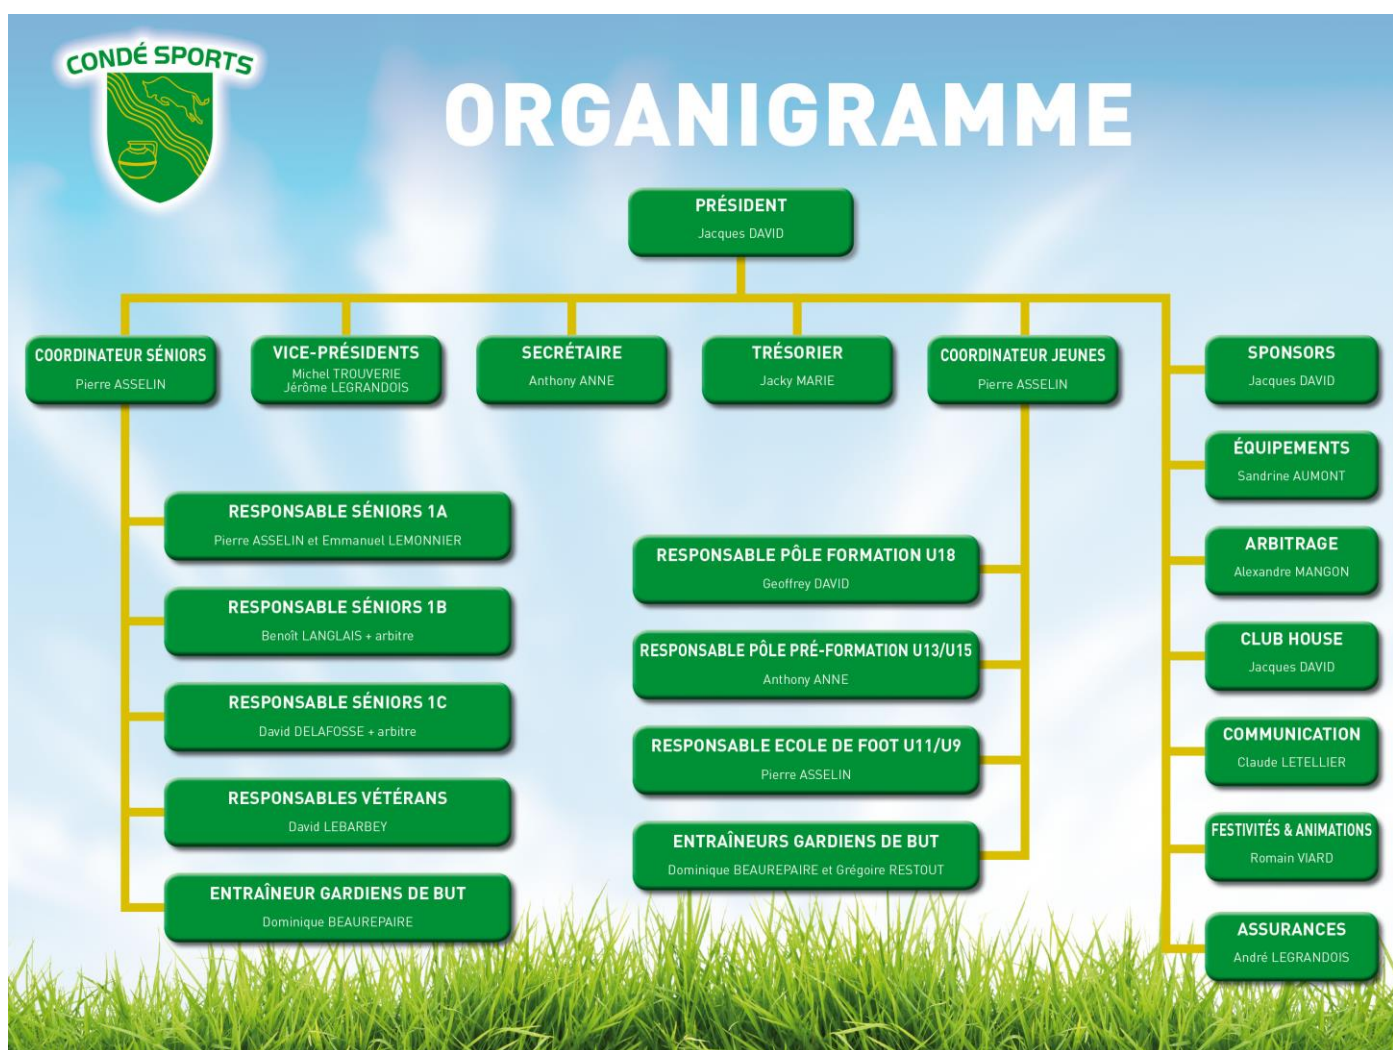 CONDÉ SPORTS
ORGANIGRAMME
PRÉSIDENT
Jacques DAVID
COORDINATEUR SÉNIORS
Pierre ASSELIN
VICE-PRÉSIDENTS
Michel TROUVERIE
Jérôme LEGRANDOIS
SECRÉTAIRE
Anthony ANNE
TRÉSORIER
Jacky MARIE
COORDINATEUR JEUNES
Pierre ASSELIN
RESPONSABLE SÉNIORS 1A
Pierre ASSELIN et Emmanuel LEMONNIER
RESPONSABLE SÉNIORS 1B
Benoît LANGLAIS + arbitre
RESPONSABLE SÉNIORS 1C
David DELAFOSSE + arbitre
RESPONSABLES VÉTÉRANS
David LEBARBEY
ENTRAÎNEUR GARDIENS DE BUT
Dominique BEAUREPAIRE
RESPONSABLE PÔLE FORMATION U18
Geoffrey DAVID
RESPONSABLE PÔLE PRÉ-FORMATION U13/U15
Anthony ANNE
RESPONSABLE ECOLE DE FOOT U11/U9
Pierre ASSELIN
ENTRAÎNEURS GARDIENS DE BUT
Dominique BEAUREPAIRE et Grégoire RESTOUT
SPONSORS
Jacques DAVID
ÉQUIPEMENTS
Sandrine AUMONT
ARBITRAGE
Alexandre MANGON
CLUB HOUSE
Jacques DAVID
COMMUNICATION
Claude LETELLIER
FESTIVITÉS & ANIMATIONS
Romain VIARD
ASSURANCES
André LEGRANDOIS